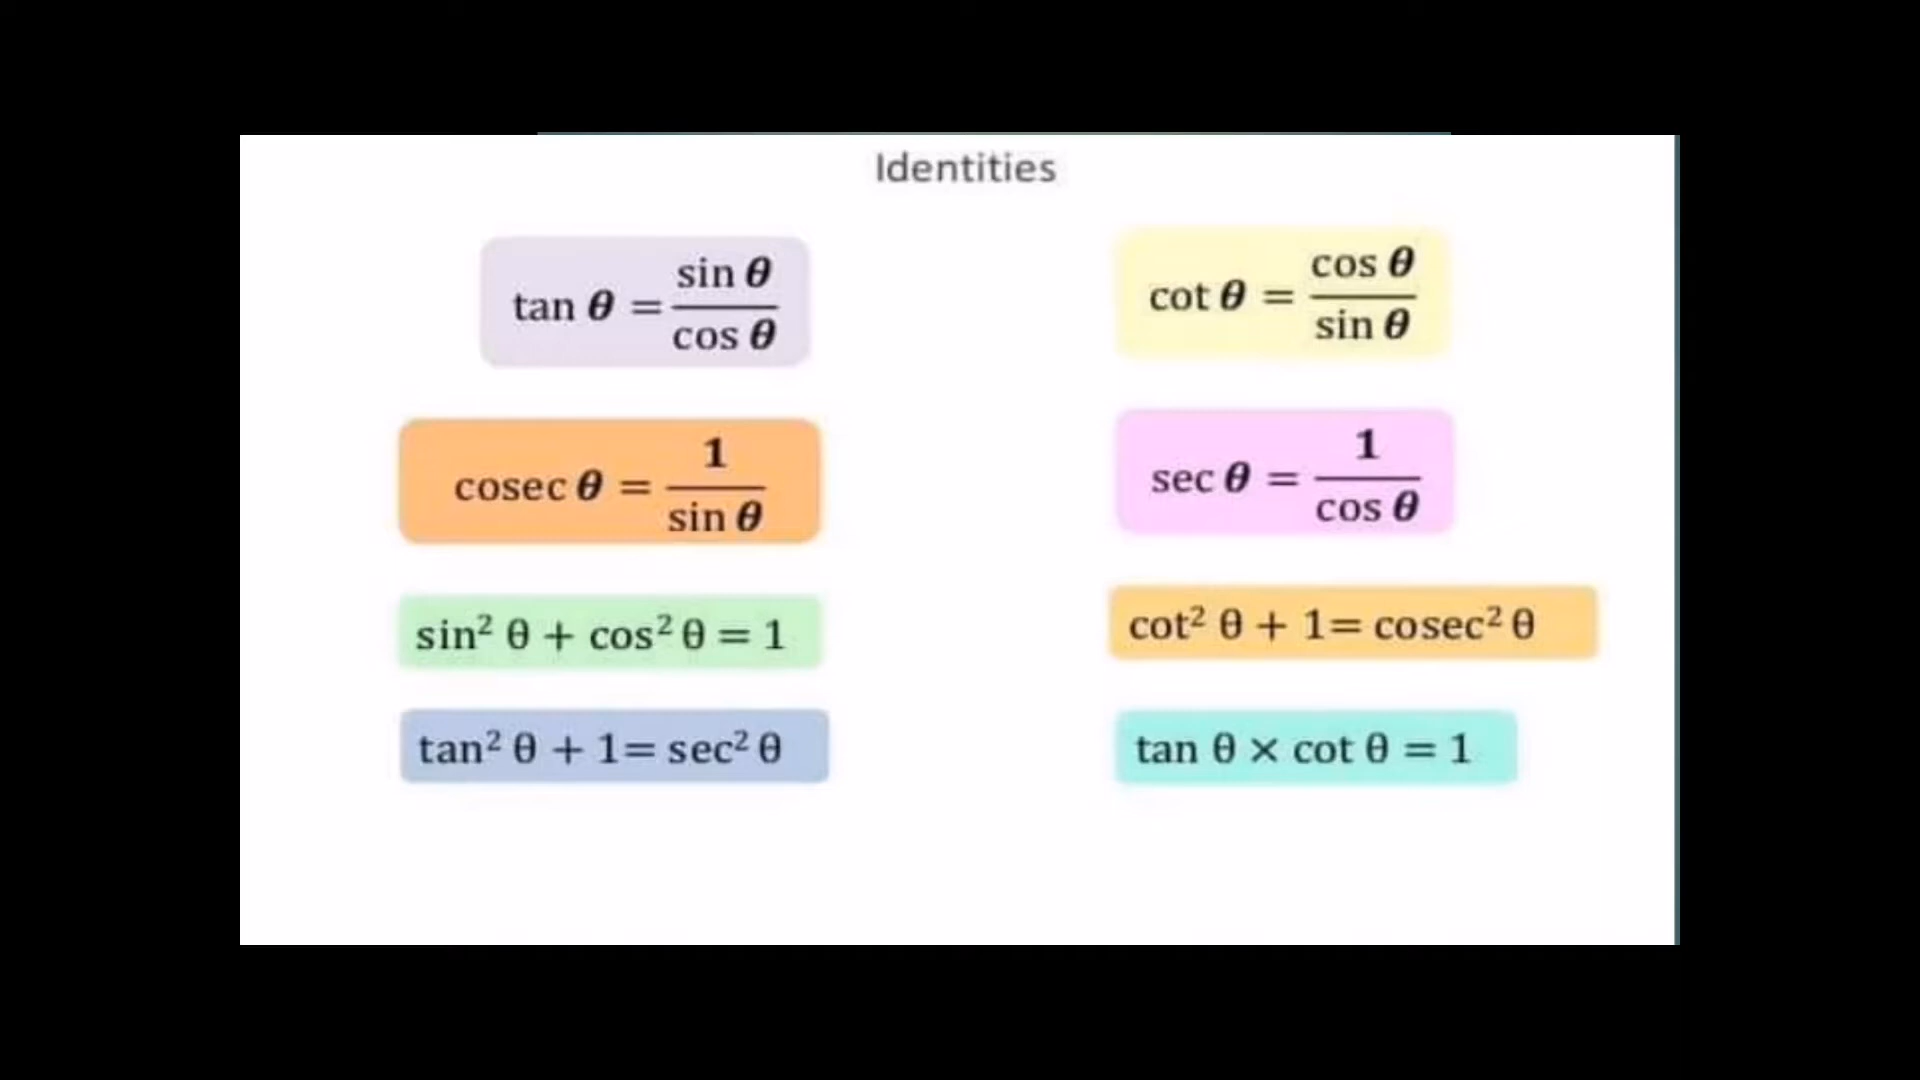 Identities
tan θ = sin θ / cos θ
cot θ = cos θ / sin θ
cosec θ = 1 / sin θ
sec θ = 1 / cos θ
sin² θ + cos² θ = 1
cot² θ + 1= cosec² θ
tan² θ + 1= sec² θ
tan θ × cot θ = 1